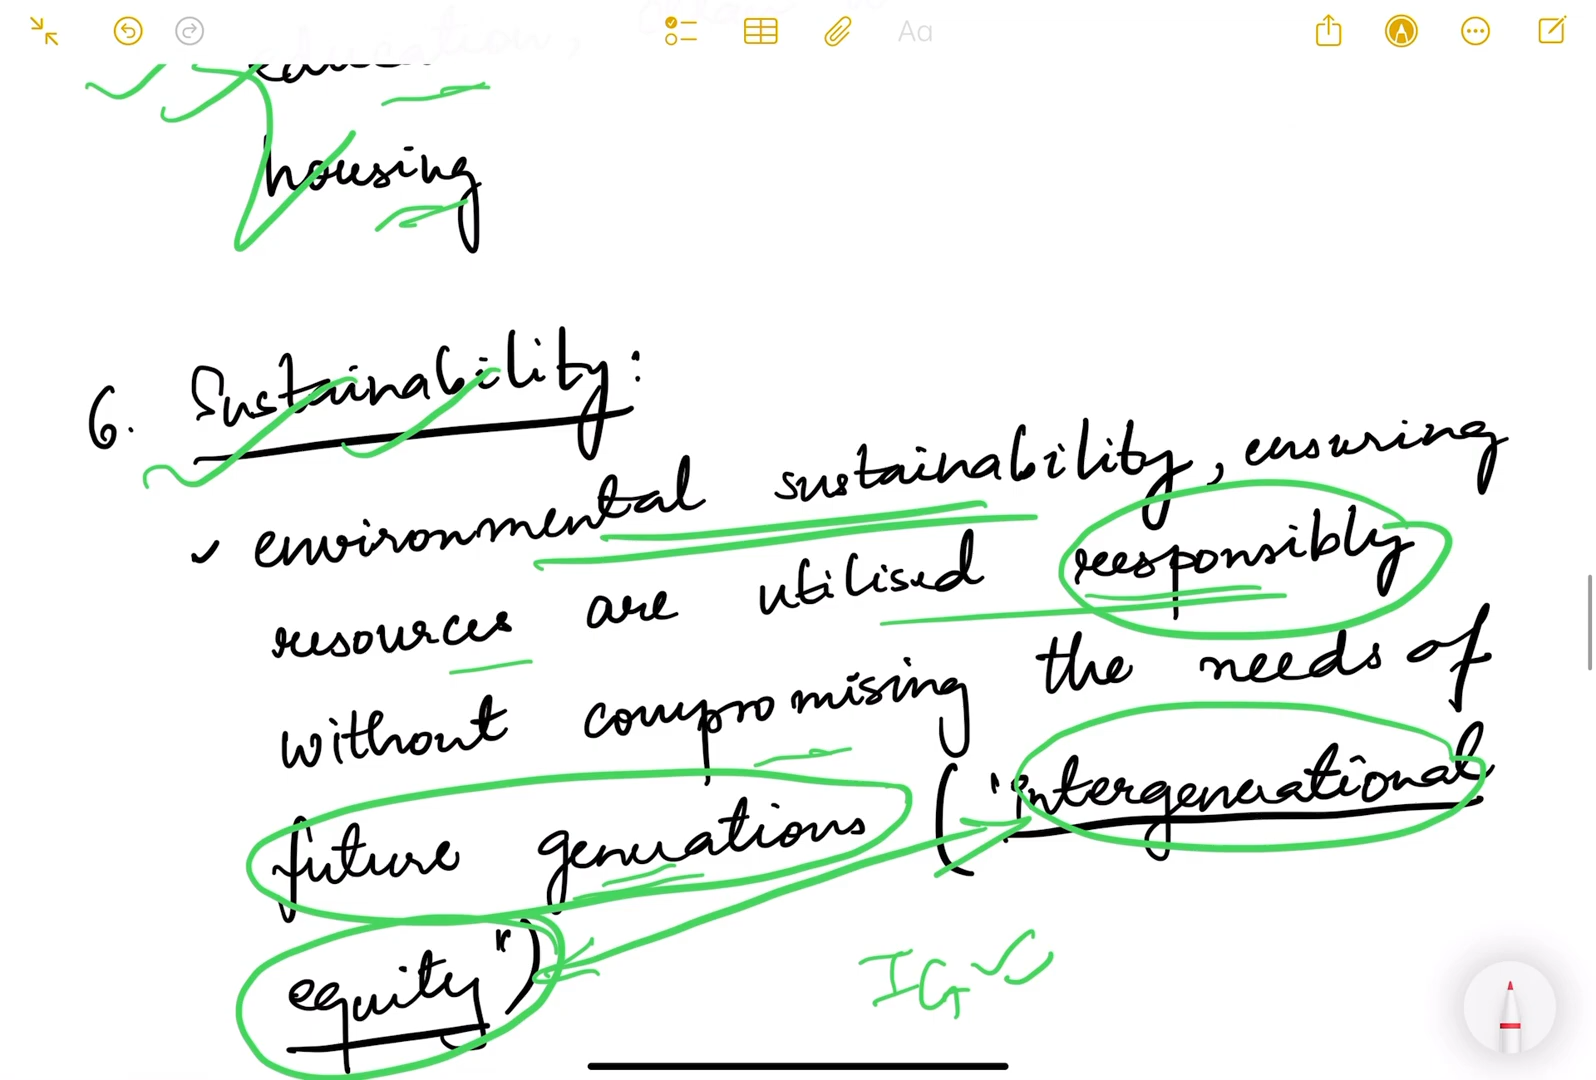 Aa
housing
6. Sustainability:
✓ environmental sustainability, ensuring
resources are utilised responsibly
without compromising the needs of
future generations ("intergenerational
equity")